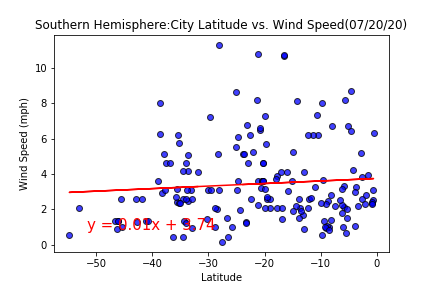 Southern Hemisphere:City Latitude vs. Wind Speed(07/20/20)
Wind Speed (mph)
10
8
6
4
2
0
y = 0.01x + 3.74
−50 −40 −30 −20 −10 0
Latitude